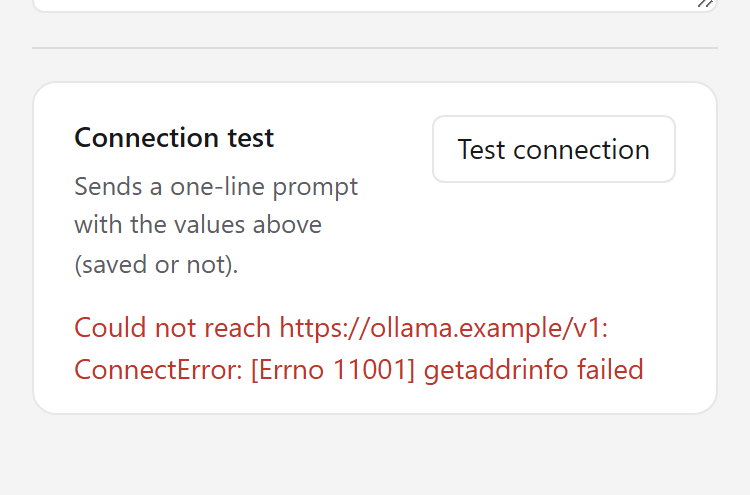 Connection test
Test connection
Sends a one-line prompt
with the values above
(saved or not).
Could not reach https://ollama.example/v1:
ConnectError: [Errno 11001] getaddrinfo failed